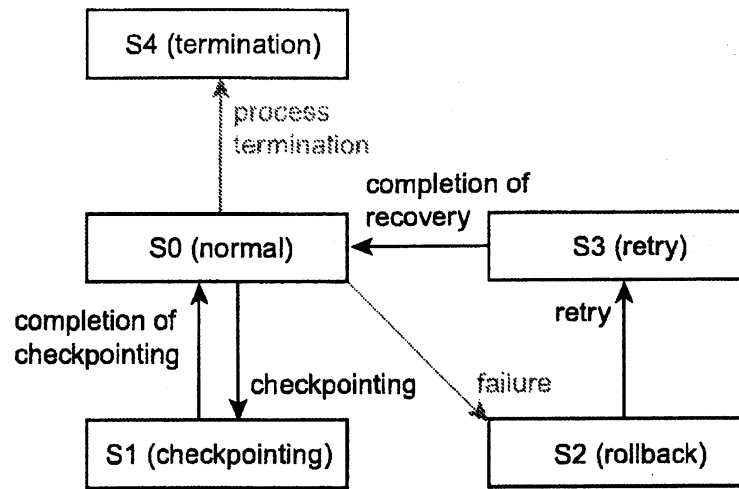 S4 (termination)
process
termination
completion of
recovery
S0 (normal)
S3 (retry)
completion of
checkpointing
retry
checkpointing
failure
S1 (checkpointing)
S2 (rollback)